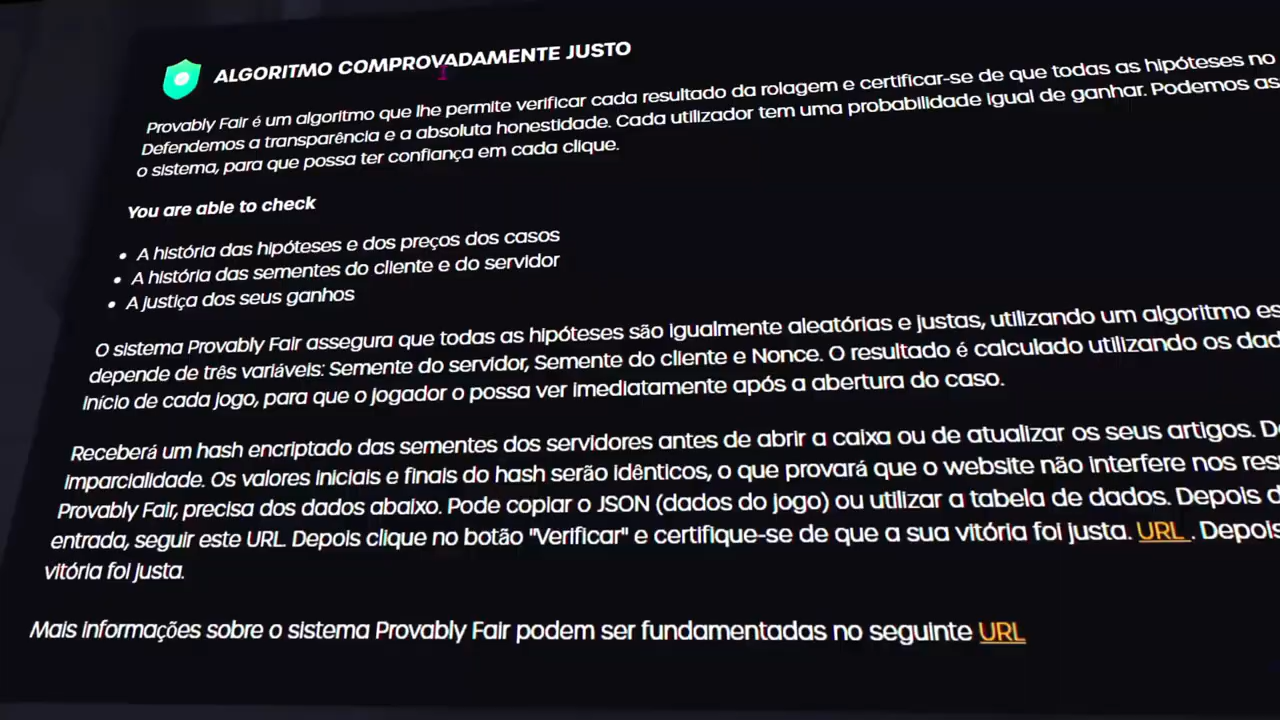 ALGORITMO COMPROVADAMENTE JUSTO
Provably Fair é um algoritmo que lhe permite verificar cada resultado da rolagem e certificar-se de que todas as hipóteses no
Defendemos a transparência e a absoluta honestidade. Cada utilizador tem uma probabilidade igual de ganhar. Podemos as
o sistema, para que possa ter confiança em cada clique.
You are able to check
• A história das hipóteses e dos preços dos casos
• A história das sementes do cliente e do servidor
• A justiça dos seus ganhos
O sistema Provably Fair assegura que todas as hipóteses são igualmente aleatórias e justas, utilizando um algoritmo es
depende de três variáveis: Semente do servidor, Semente do cliente e Nonce. O resultado é calculado utilizando os dad
início de cada jogo, para que o jogador o possa ver imediatamente após a abertura do caso.
Receberá um hash encriptado das sementes dos servidores antes de abrir a caixa ou de atualizar os seus artigos. De
imparcialidade. Os valores iniciais e finais do hash serão idênticos, o que provará que o website não interfere nos res
Provably Fair, precisa dos dados abaixo. Pode copiar o JSON (dados do jogo) ou utilizar a tabela de dados. Depois d
entrada, seguir este URL. Depois clique no botão "Verificar" e certifique-se de que a sua vitória foi justa. URL . Depois
vitória foi justa.
Mais informações sobre o sistema Provably Fair podem ser fundamentadas no seguinte URL